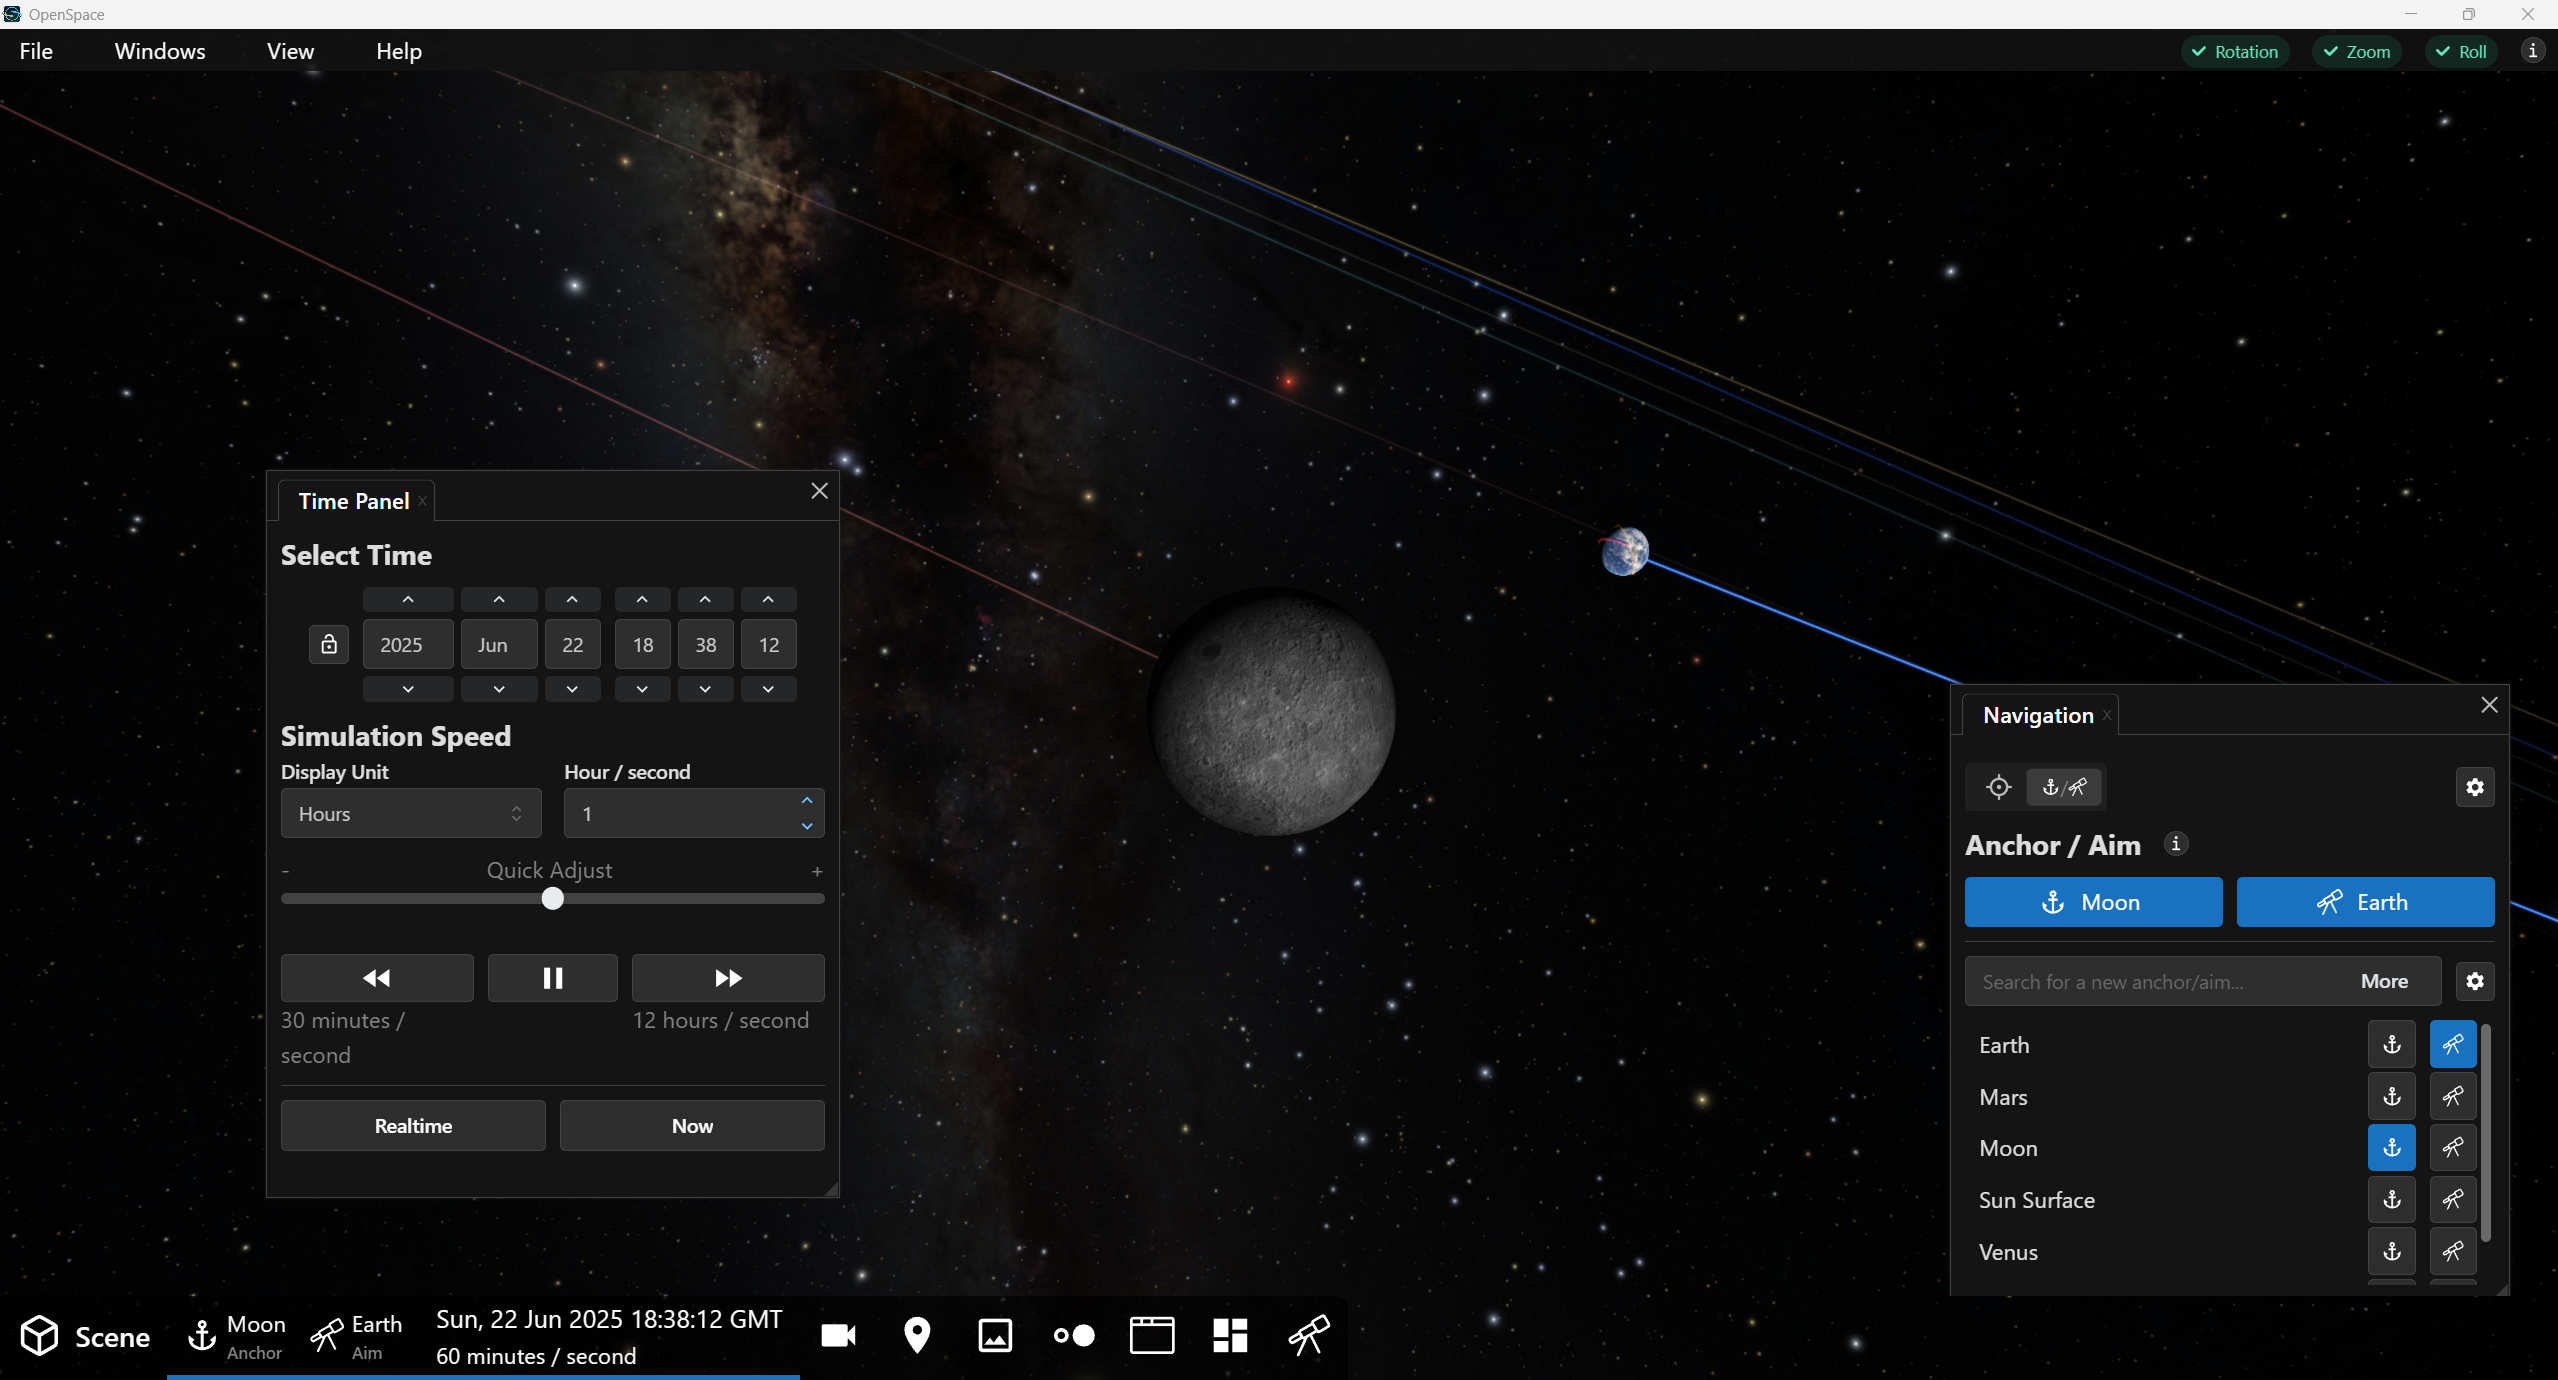 OpenSpace
File Windows View Help Rotation Zoom Roll
Time Panel
Select Time
2025 Jun 22 18 38 12
Simulation Speed
Display Unit Hour / second
Hours 1
- Quick Adjust +
30 minutes / second
12 hours / second
Realtime Now
Navigation
Anchor / Aim
Moon Earth
Search for a new anchor/aim... More
Earth
Mars
Moon
Sun Surface
Venus
Scene
Moon
Anchor
Earth
Aim
Sun, 22 Jun 2025 18:38:12 GMT
60 minutes / second